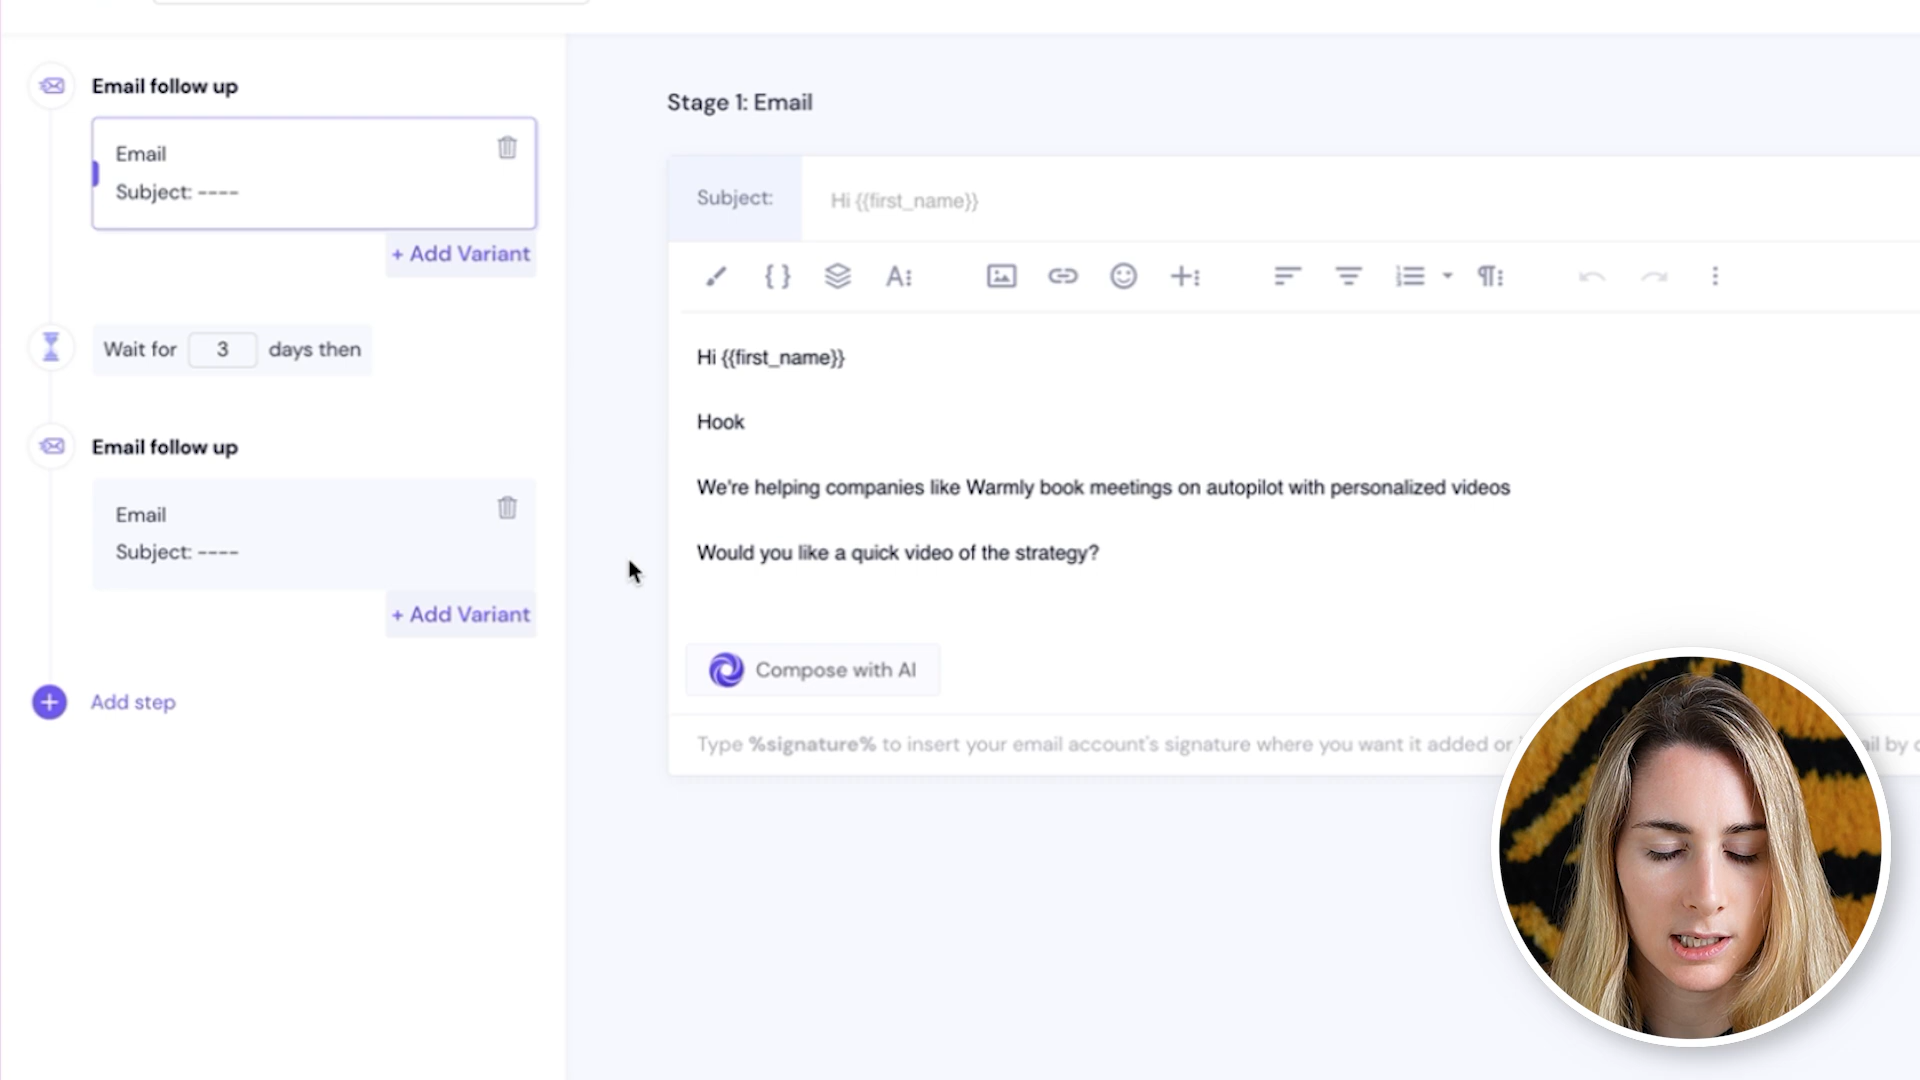 Email follow up
Email
Subject: ----
+ Add Variant
Wait for 3 days then
Email follow up
Email
Subject: ----
+ Add Variant
Add step
Stage 1: Email
Subject: Hi {{first_name}}
Hi {{first_name}}
Hook
We're helping companies like Warmly book meetings on autopilot with personalized videos
Would you like a quick video of the strategy?
Compose with AI
Type %signature% to insert your email account's signature where you want it added or
by